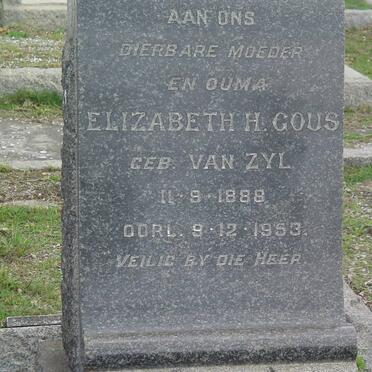 AAN ONS
DIERBARE MOEDER
EN OUMA
ELIZABETH H. GOUS
GEB. VAN ZYL
11·9·1888
OORL. 9·12·1953.
VEILIG BY DIE HEER.